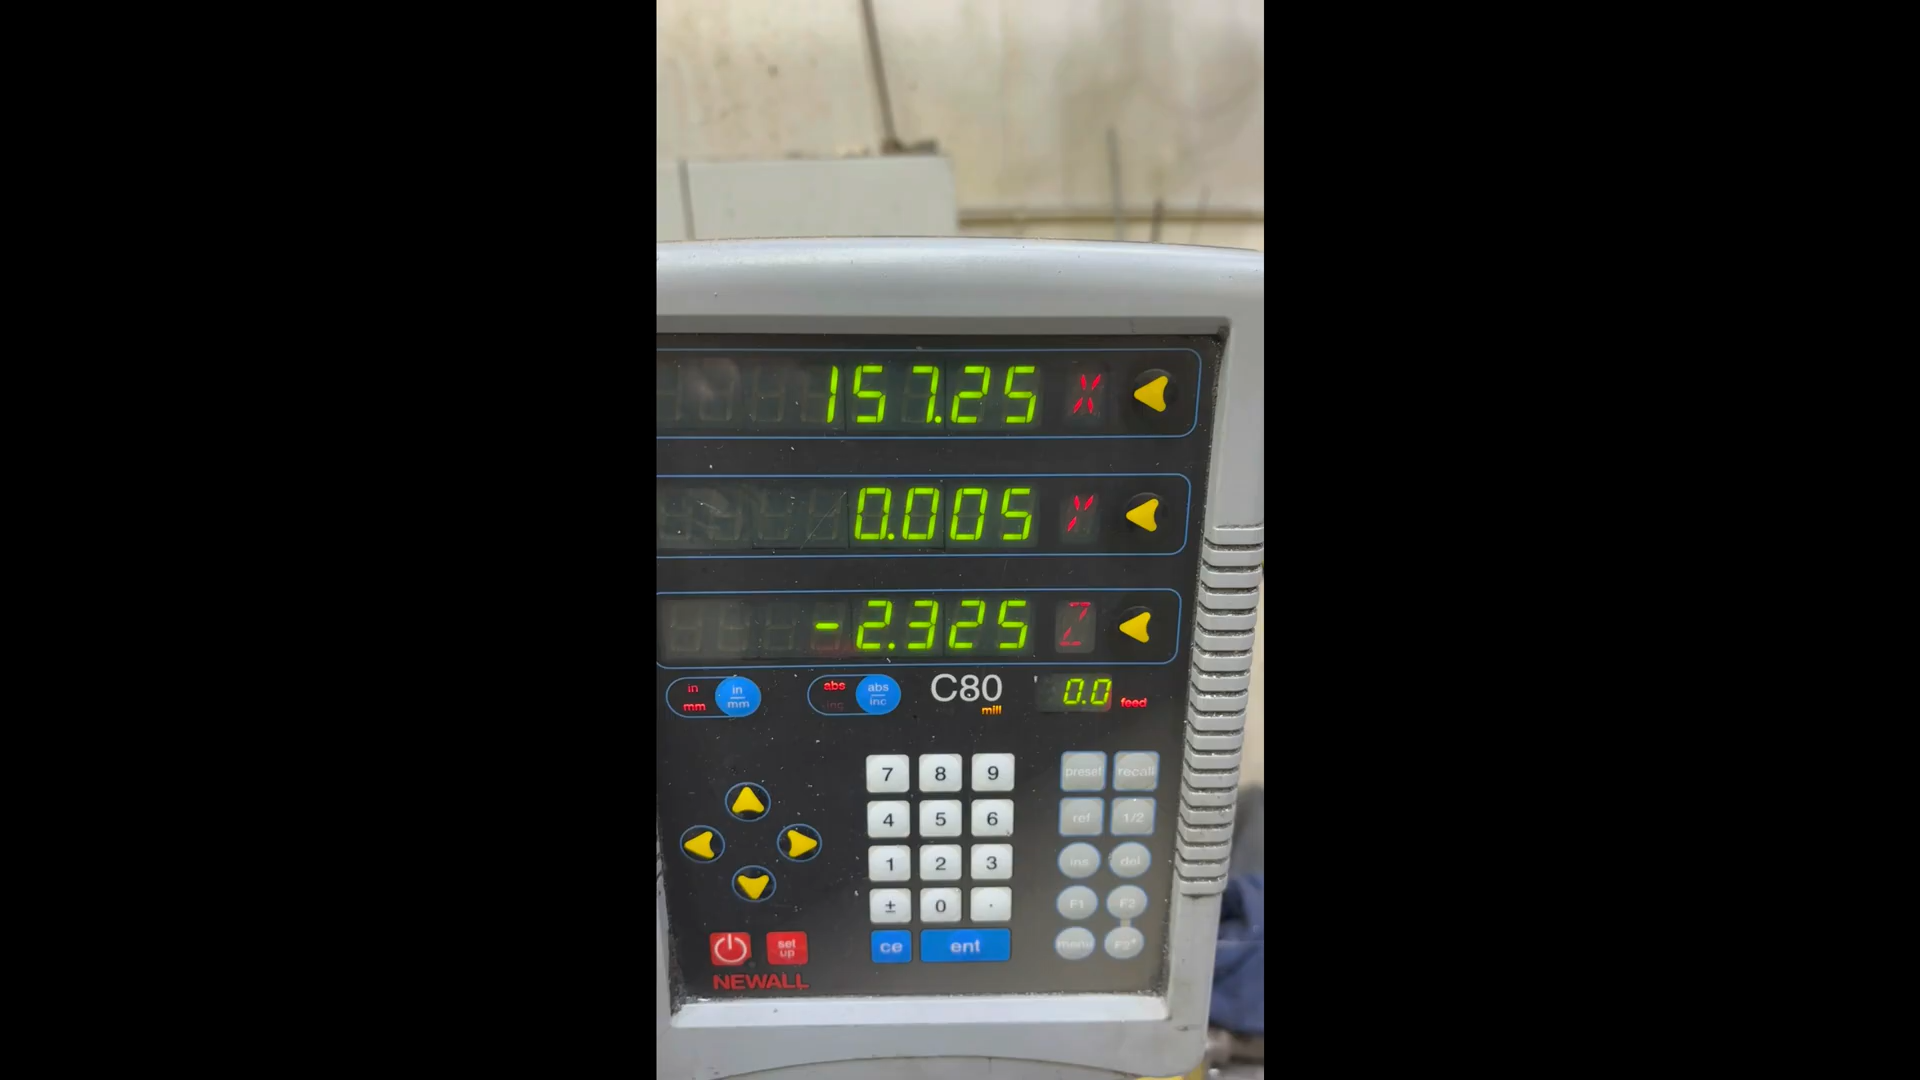 157.25 X
0.005 Y
-2.325 Z
in
mm
in
mm
abs
inc
abs
inc
C80
mill
0.0 feed
7 8 9
preset recall
4 5 6
ref 1/2
1 2 3
ins del
± 0 .
F1 F2
set
up
ce ent
menu F2
NEWALL